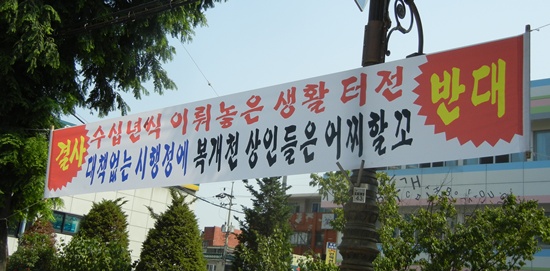 결사
수십년씩 이뤄놓은 생활 터전
대책없는 시행정에 복개천 상인들은 어찌할꼬
반대